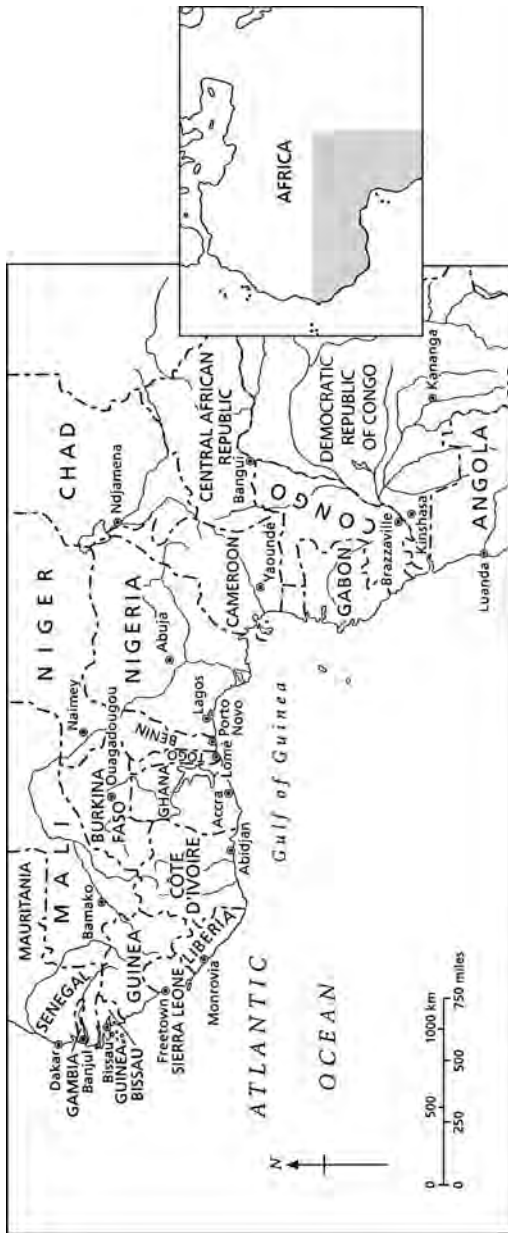 MAURITANIA
MALI
NIGER
CHAD
Dakar
SENEGAL
GAMBIA
Banjul
Bissau
GUINEA
BISSAU
Bamako
GUINEA
BURKINA
FASO
Ouagadougou
Naimey
Ndjamena
NIGERIA
Abuja
BENIN
TOGO
GHANA
CÔTE
D'IVOIRE
Freetown
SIERRA LEONE
LIBERIA
Monrovia
Abidjan
Accra
Lomé
Porto
Novo
Lagos
CAMEROON
Yaoundé
CENTRAL AFRICAN
REPUBLIC
Bangui
CONGO
GABON
Brazzaville
Kinshasa
DEMOCRATIC
REPUBLIC
OF CONGO
Kananga
ANGOLA
Luanda
Gulf of Guinea
ATLANTIC
OCEAN
N
0 500 1000 km
0 250 500 750 miles
AFRICA